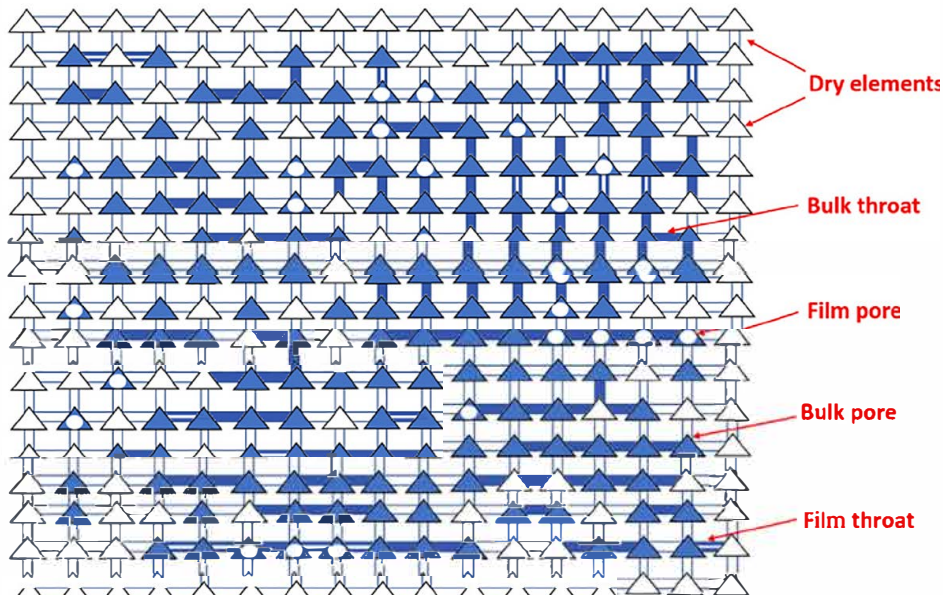 Dry elements
Bulk throat
Film pore
Bulk pore
Film throat